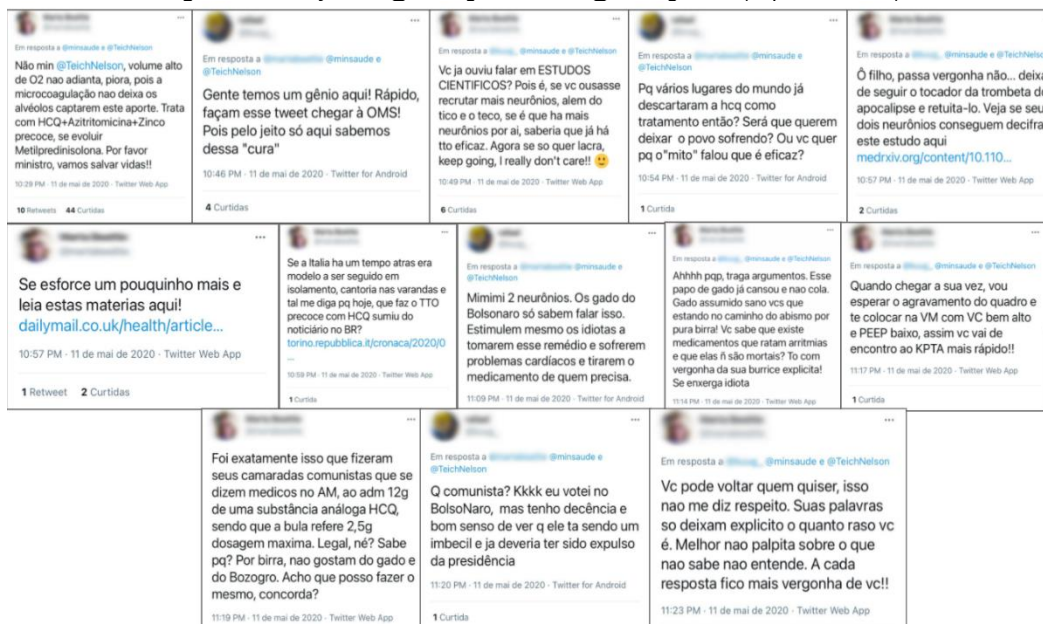 Em resposta a @minsaude e @TeichNelson
Não min @TeichNelson, volume alto
de O2 nao adianta, piora, pois a
microcoagulação nao deixa os
alvéolos captarem este aporte. Trata
com HCQ+Azitritomicina+Zinco
precoce, se evoluir
Metilpredinisolona. Por favor
ministro, vamos salvar vidas!!
10:29 PM · 11 de mai de 2020 · Twitter Web App
10 Retweets 44 Curtidas
Em resposta a @minsaude e
@TeichNelson
Gente temos um gênio aqui! Rápido,
façam esse tweet chegar à OMS!
Pois pelo jeito só aqui sabemos
dessa "cura"
10:46 PM · 11 de mai de 2020 · Twitter for Android
4 Curtidas
Em resposta a @minsaude e @TeichNelson
Vc ja ouviu falar em ESTUDOS
CIENTIFICOS? Pois é, se vc ousasse
recrutar mais neurônios, alem do
tico e o teco, se é que ha mais
neurônios por ai, saberia que já há
tto eficaz. Agora se so quer lacra,
keep going, I really don't care!! 🙂
10:49 PM · 11 de mai de 2020 · Twitter Web App
6 Curtidas
Em resposta a @minsaude e
@TeichNelson
Pq vários lugares do mundo já
descartaram a hcq como
tratamento então? Será que querem
deixar o povo sofrendo? Ou vc quer
pq o"mito" falou que é eficaz?
10:54 PM · 11 de mai de 2020 · Twitter for Android
1 Curtida
Em resposta a @minsaude e @TeichNelson
Ô filho, passa vergonha não... deixa
de seguir o tocador da trombeta do
apocalipse e retuita-lo. Veja se seus
dois neurônios conseguem decifrar
este estudo aqui
medrxiv.org/content/10.110...
10:57 PM · 11 de mai de 2020 · Twitter Web App
2 Curtidas
Se esforce um pouquinho mais e
leia estas materias aqui!
dailymail.co.uk/health/article...
10:57 PM · 11 de mai de 2020 · Twitter Web App
1 Retweet 2 Curtidas
Se a Italia ha um tempo atras era
modelo a ser seguido em
isolamento, cantoria nas varandas e
tal me diga pq hoje, que faz o TTO
precoce com HCQ sumiu do
noticiário no BR?
torino.repubblica.it/cronaca/2020/0
...
10:59 PM · 11 de mai de 2020 · Twitter Web App
1 Curtida
Em resposta a @minsaude e
@TeichNelson
Mimimi 2 neurônios. Os gado do
Bolsonaro só sabem falar isso.
Estimulem mesmo os idiotas a
tomarem esse remédio e sofrerem
problemas cardíacos e tirarem o
medicamento de quem precisa.
11:09 PM · 11 de mai de 2020 · Twitter for Android
Em resposta a @minsaude e @TeichNelson
Ahhhh pqp, traga argumentos. Esse
papo de gado já cansou e nao cola.
Gado assumido sano vcs que
estando no caminho do abismo por
pura birra! Vc sabe que existe
medicamentos que ratam arritmias
e que elas ñ são mortais? To com
vergonha da sua burrice explicita!
Se enxerga idiota
11:14 PM · 11 de mai de 2020 · Twitter Web App
Em resposta a @minsaude e @TeichNelson
Quando chegar a sua vez, vou
esperar o agravamento do quadro e
te colocar na VM com VC bem alto
e PEEP baixo, assim vc vai de
encontro ao KPTA mais rápido!!
11:17 PM · 11 de mai de 2020 · Twitter Web App
1 Curtida
Foi exatamente isso que fizeram
seus camaradas comunistas que se
dizem medicos no AM, ao adm 12g
de uma substância análoga HCQ,
sendo que a bula refere 2,5g
dosagem maxima. Legal, né? Sabe
pq? Por birra, nao gostam do gado e
do Bozogro. Acho que posso fazer o
mesmo, concorda?
11:19 PM · 11 de mai de 2020 · Twitter Web App
Em resposta a @minsaude e
@TeichNelson
Q comunista? Kkkk eu votei no
BolsoNaro, mas tenho decência e
bom senso de ver q ele ta sendo um
imbecil e ja deveria ter sido expulso
da presidência
11:20 PM · 11 de mai de 2020 · Twitter for Android
1 Curtida
Em resposta a @minsaude e @TeichNelson
Vc pode voltar quem quiser, isso
nao me diz respeito. Suas palavras
so deixam explicito o quanto raso vc
é. Melhor nao palpita sobre o que
nao sabe nao entende. A cada
resposta fico mais vergonha de vc!!
11:23 PM · 11 de mai de 2020 · Twitter Web App